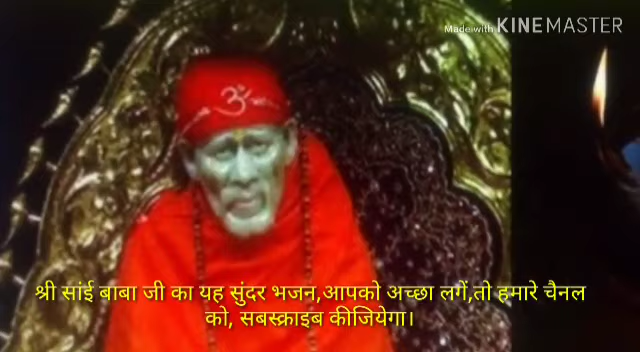 Made with KINEMASTER
ॐ
श्री सांई बाबा जी का यह सुंदर भजन,आपको अच्छा लगें,तो हमारे चैनल
को, सबस्क्राइब कीजियेगा।